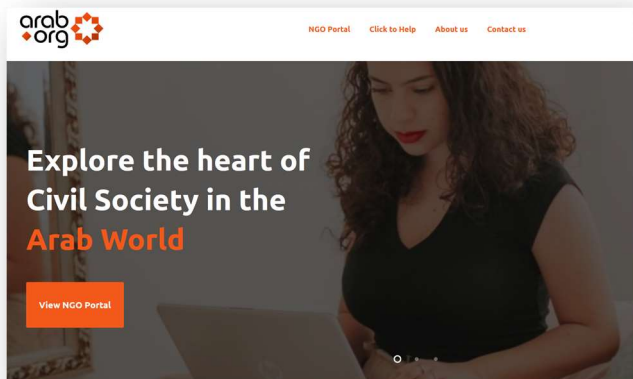 arab
org
NGO Portal
Click to Help
About us
Contact us
Explore the heart of
Civil Society in the
Arab World
View NGO Portal